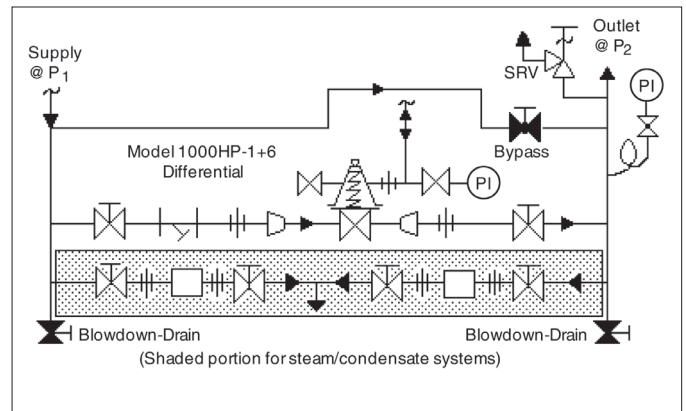 Supply
@ P1
Outlet
@ P2
SRV
PI
Model 1000HP-1+6
Differential
Bypass
PI
Blowdown-Drain
Blowdown-Drain
(Shaded portion for steam/condensate systems)